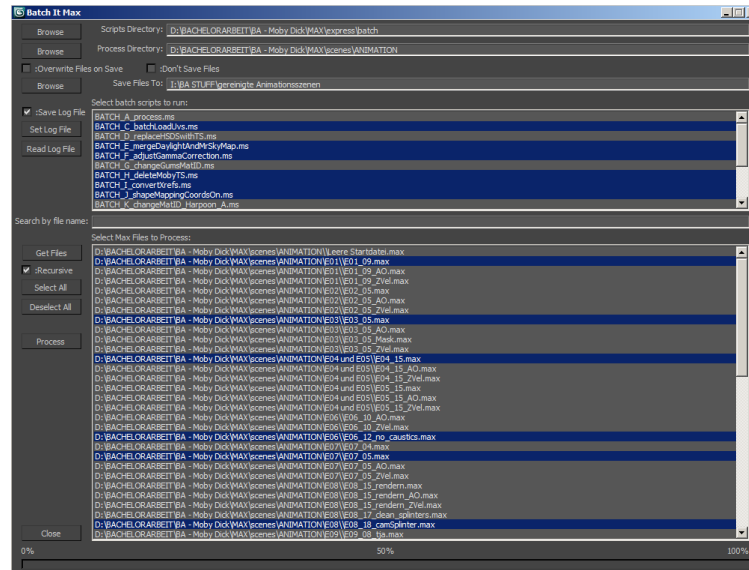 Batch It Max
Browse Scripts Directory: D:\BACHELORARBEIT\BA - Moby Dick\MAX\express\batch
Browse Process Directory: D:\BACHELORARBEIT\BA - Moby Dick\MAX\scenes\ANIMATION
:Overwrite Files on Save :Don't Save Files
Browse Save Files To: I:\BA STUFF\gereinigte Animationsszenen
Select batch scripts to run:
:Save Log File
Set Log File
Read Log File
BATCH_A_process.ms
BATCH_C_batchLoadUvs.ms
BATCH_D_replaceHSDSwithTS.ms
BATCH_E_mergeDaylightAndMrSkyMap.ms
BATCH_F_adjustGammaCorrection.ms
BATCH_G_changeGumsMatID.ms
BATCH_H_deleteMobyTS.ms
BATCH_I_convertXrefs.ms
BATCH_J_shapeMappingCoordsOn.ms
BATCH_K_changeMatID_Harpoon_A.ms
Search by file name:
Select Max Files to Process:
Get Files
:Recursive
Select All
Deselect All
Process
Close
D:\BACHELORARBEIT\BA - Moby Dick\MAX\scenes\ANIMATION\\Leere Startdatei.max
D:\BACHELORARBEIT\BA - Moby Dick\MAX\scenes\ANIMATION\E01\\E01_09.max
D:\BACHELORARBEIT\BA - Moby Dick\MAX\scenes\ANIMATION\E01\\E01_09_AO.max
D:\BACHELORARBEIT\BA - Moby Dick\MAX\scenes\ANIMATION\E01\\E01_09_ZVel.max
D:\BACHELORARBEIT\BA - Moby Dick\MAX\scenes\ANIMATION\E02\\E02_05.max
D:\BACHELORARBEIT\BA - Moby Dick\MAX\scenes\ANIMATION\E02\\E02_05_AO.max
D:\BACHELORARBEIT\BA - Moby Dick\MAX\scenes\ANIMATION\E02\\E02_05_ZVel.max
D:\BACHELORARBEIT\BA - Moby Dick\MAX\scenes\ANIMATION\E03\\E03_05.max
D:\BACHELORARBEIT\BA - Moby Dick\MAX\scenes\ANIMATION\E03\\E03_05_AO.max
D:\BACHELORARBEIT\BA - Moby Dick\MAX\scenes\ANIMATION\E03\\E03_05_Mask.max
D:\BACHELORARBEIT\BA - Moby Dick\MAX\scenes\ANIMATION\E03\\E03_05_ZVel.max
D:\BACHELORARBEIT\BA - Moby Dick\MAX\scenes\ANIMATION\E04 und E05\\E04_15.max
D:\BACHELORARBEIT\BA - Moby Dick\MAX\scenes\ANIMATION\E04 und E05\\E04_15_AO.max
D:\BACHELORARBEIT\BA - Moby Dick\MAX\scenes\ANIMATION\E04 und E05\\E04_15_ZVel.max
D:\BACHELORARBEIT\BA - Moby Dick\MAX\scenes\ANIMATION\E04 und E05\\E05_15.max
D:\BACHELORARBEIT\BA - Moby Dick\MAX\scenes\ANIMATION\E04 und E05\\E05_15_AO.max
D:\BACHELORARBEIT\BA - Moby Dick\MAX\scenes\ANIMATION\E04 und E05\\E05_15_ZVel.max
D:\BACHELORARBEIT\BA - Moby Dick\MAX\scenes\ANIMATION\E06\\E06_10_AO.max
D:\BACHELORARBEIT\BA - Moby Dick\MAX\scenes\ANIMATION\E06\\E06_10_ZVel.max
D:\BACHELORARBEIT\BA - Moby Dick\MAX\scenes\ANIMATION\E06\\E06_12_no_caustics.max
D:\BACHELORARBEIT\BA - Moby Dick\MAX\scenes\ANIMATION\E07\\E07_04.max
D:\BACHELORARBEIT\BA - Moby Dick\MAX\scenes\ANIMATION\E07\\E07_05.max
D:\BACHELORARBEIT\BA - Moby Dick\MAX\scenes\ANIMATION\E07\\E07_05_AO.max
D:\BACHELORARBEIT\BA - Moby Dick\MAX\scenes\ANIMATION\E07\\E07_05_ZVel.max
D:\BACHELORARBEIT\BA - Moby Dick\MAX\scenes\ANIMATION\E08\\E08_15_rendern.max
D:\BACHELORARBEIT\BA - Moby Dick\MAX\scenes\ANIMATION\E08\\E08_15_rendern_AO.max
D:\BACHELORARBEIT\BA - Moby Dick\MAX\scenes\ANIMATION\E08\\E08_15_rendern_ZVel.max
D:\BACHELORARBEIT\BA - Moby Dick\MAX\scenes\ANIMATION\E08\\E08_17_clean_splinters.max
D:\BACHELORARBEIT\BA - Moby Dick\MAX\scenes\ANIMATION\E08\\E08_18_camSplinter.max
D:\BACHELORARBEIT\BA - Moby Dick\MAX\scenes\ANIMATION\E09\\E09_08_tja.max
0% 50% 100%